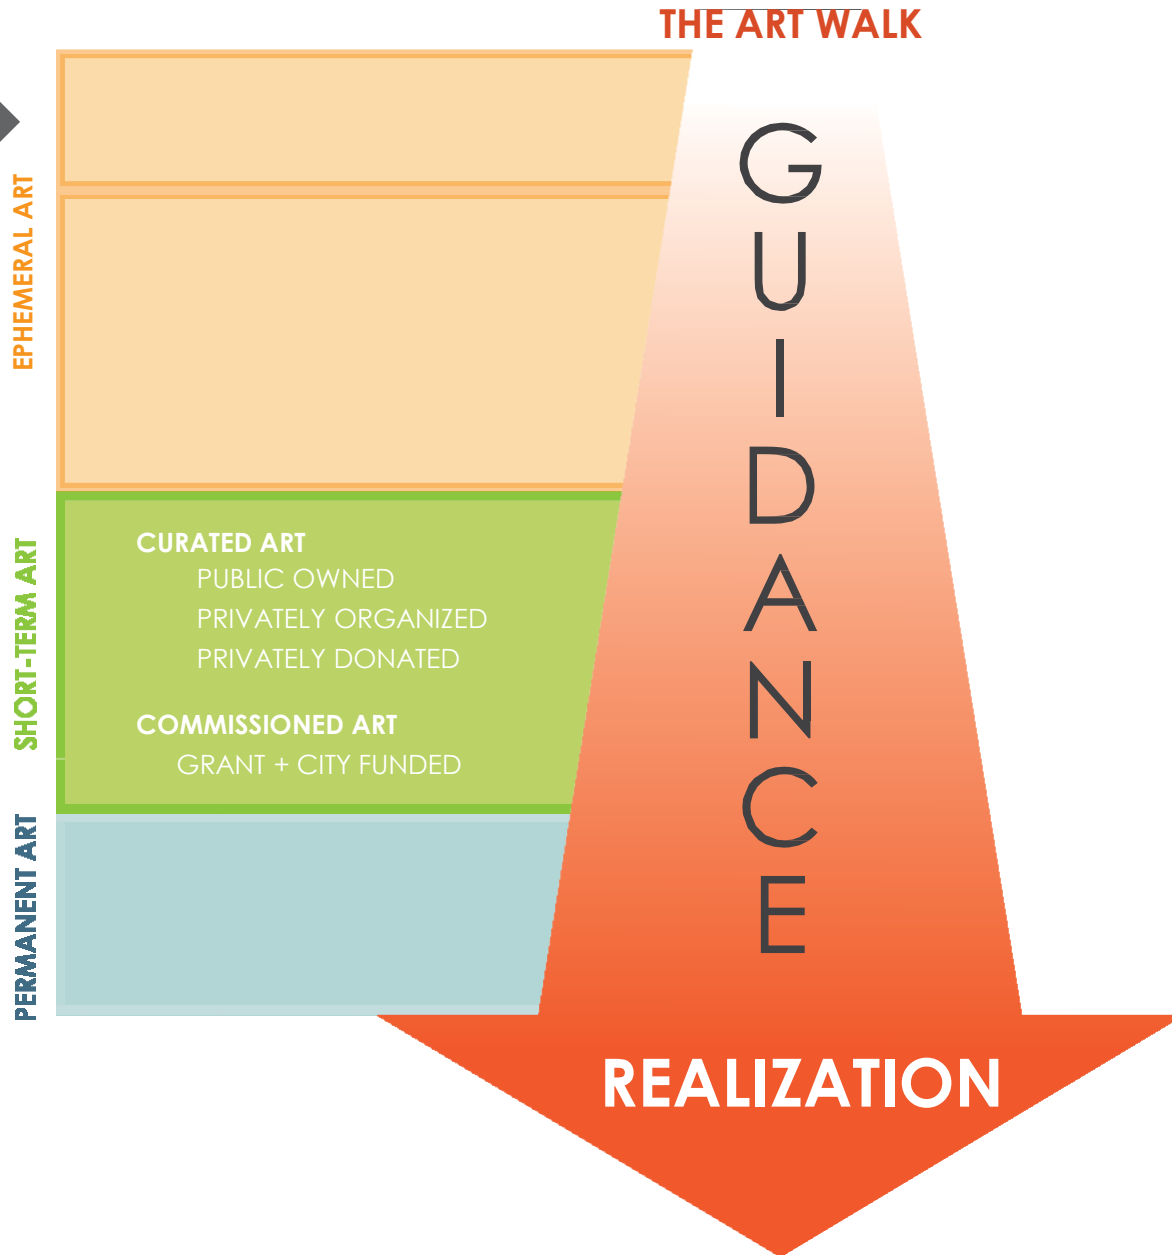 THE ART WALK
EPHEMERAL ART
SHORT-TERM ART
CURATED ART
PUBLIC OWNED
PRIVATELY ORGANIZED
PRIVATELY DONATED
COMMISSIONED ART
GRANT + CITY FUNDED
PERMANENT ART
GUIDANCE
REALIZATION